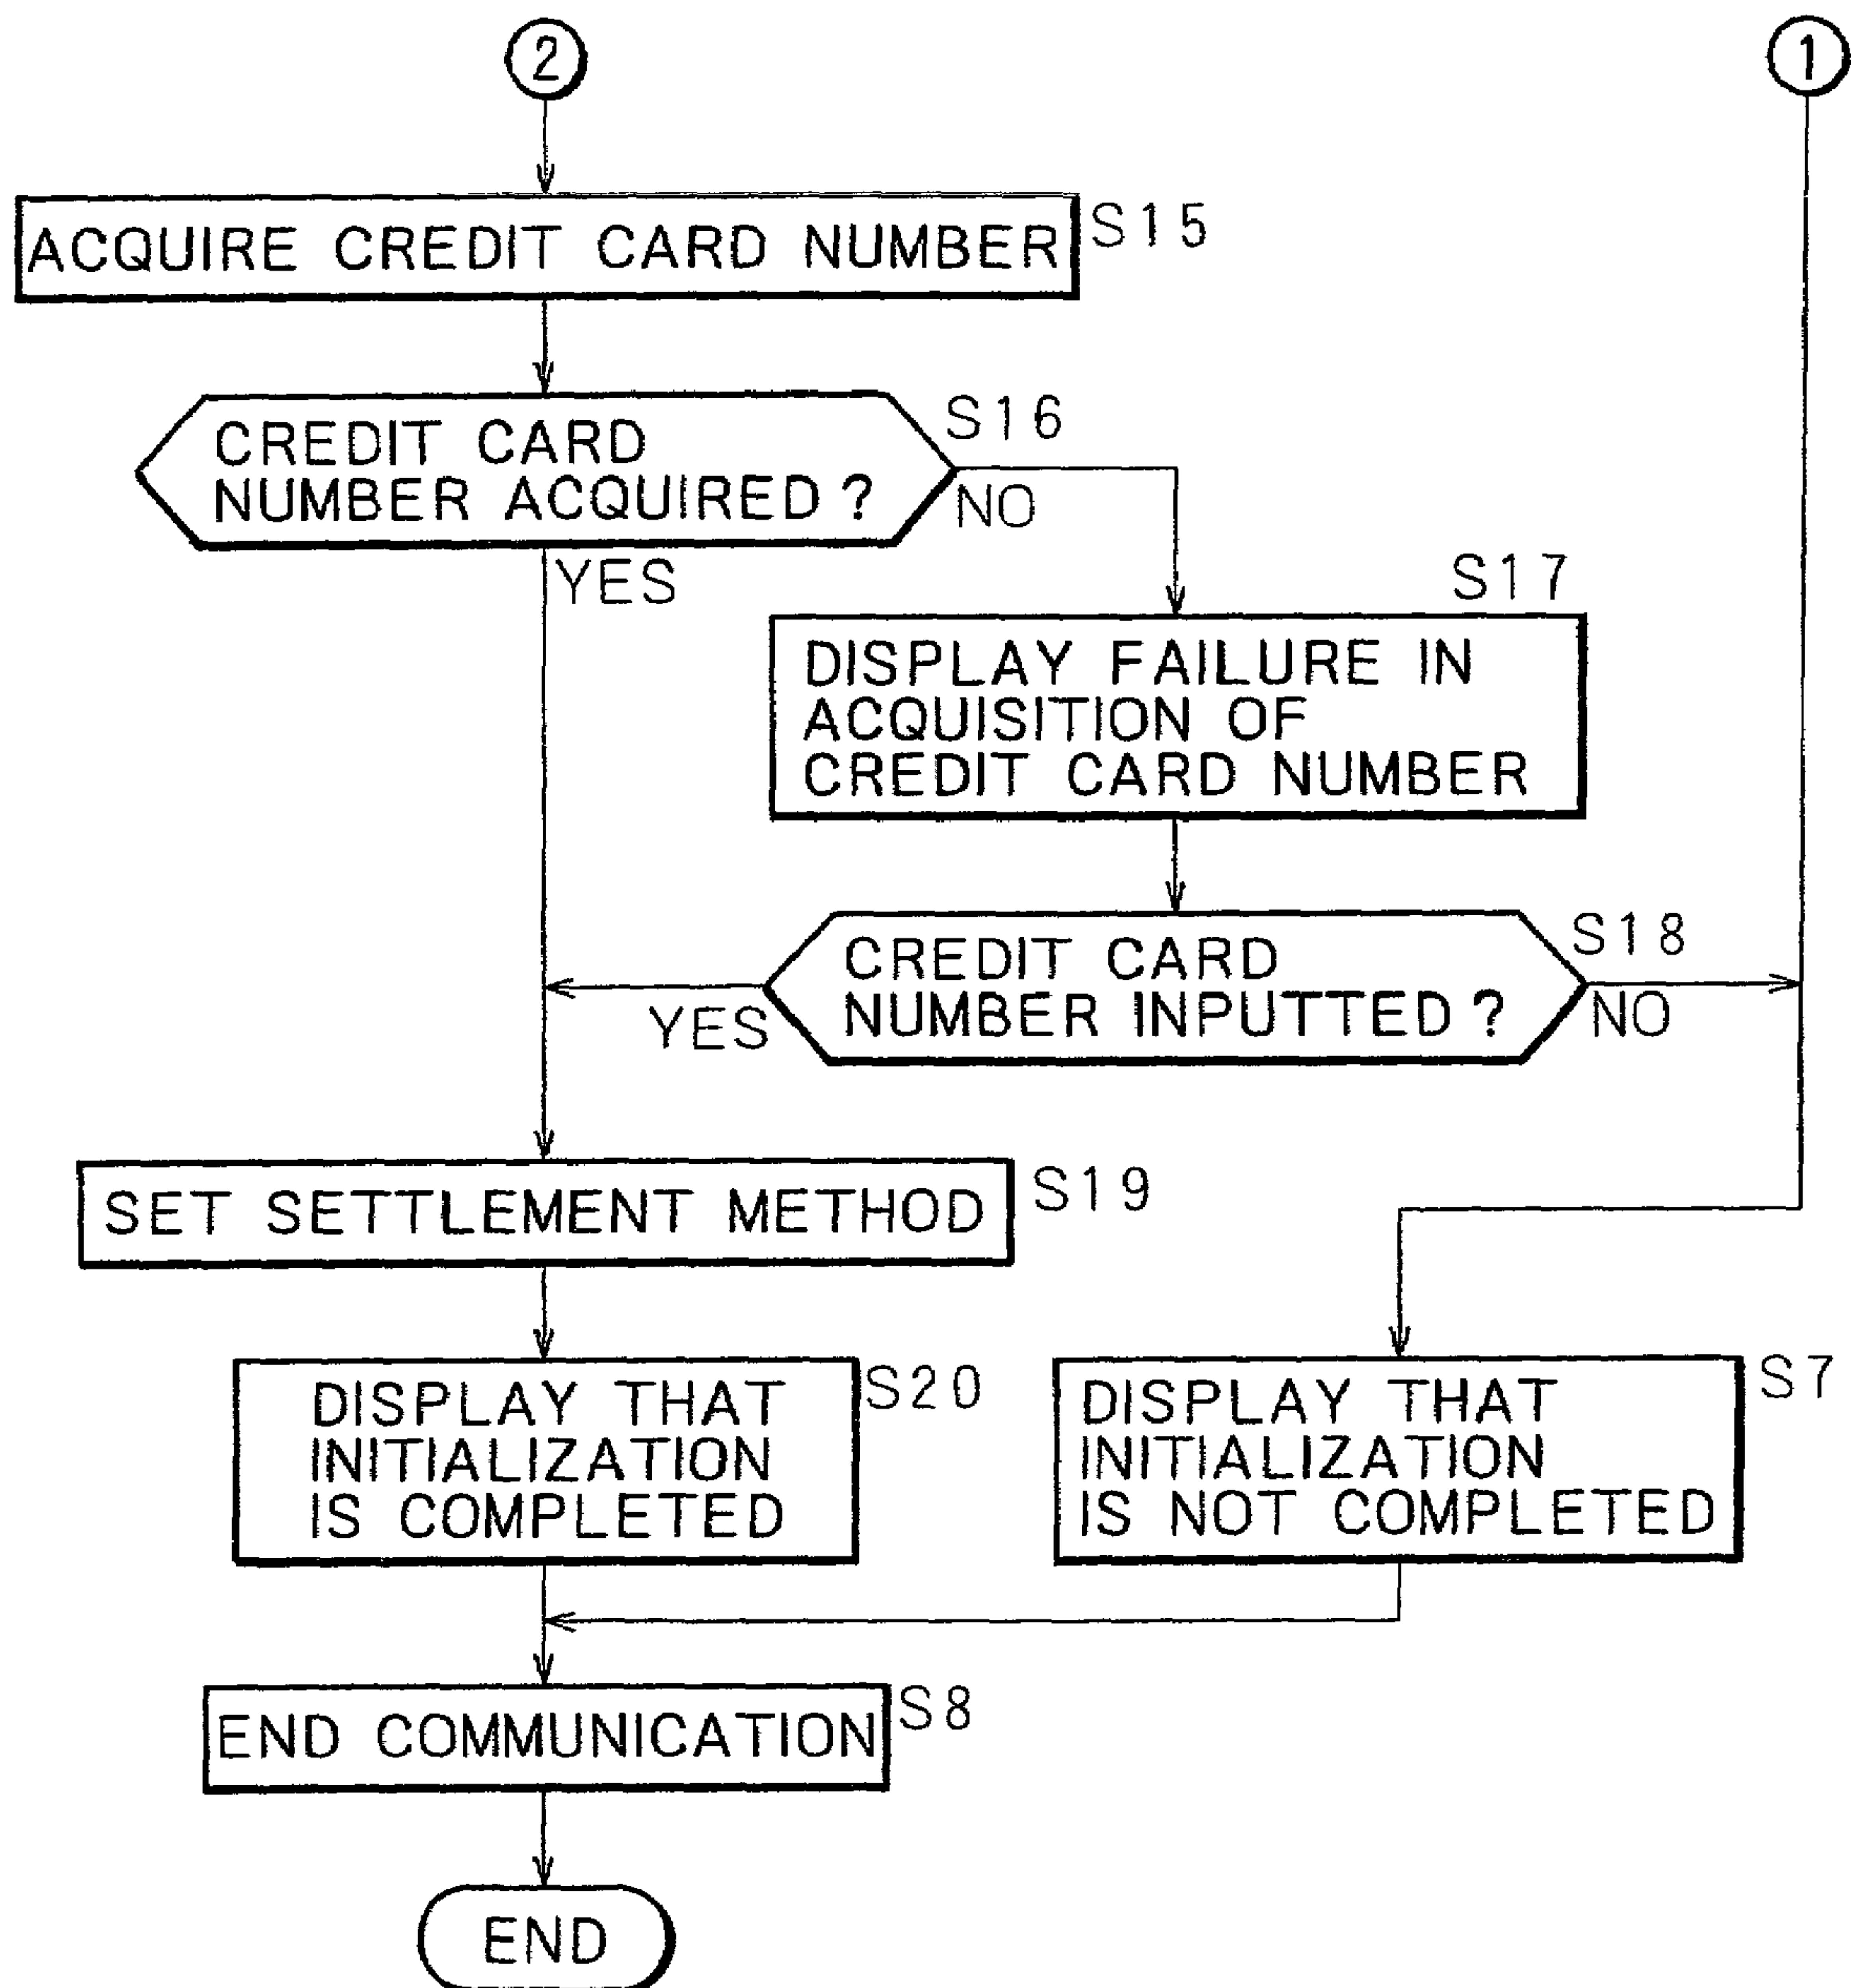 2
1
ACQUIRE CREDIT CARD NUMBER
S15
CREDIT CARD
NUMBER ACQUIRED ?
S16
NO
YES
S17
DISPLAY FAILURE IN
ACQUISITION OF
CREDIT CARD NUMBER
CREDIT CARD
NUMBER INPUTTED ?
S18
YES
NO
SET SETTLEMENT METHOD
S19
DISPLAY THAT
INITIALIZATION
IS COMPLETED
S20
DISPLAY THAT
INITIALIZATION
IS NOT COMPLETED
S7
END COMMUNICATION
S8
END